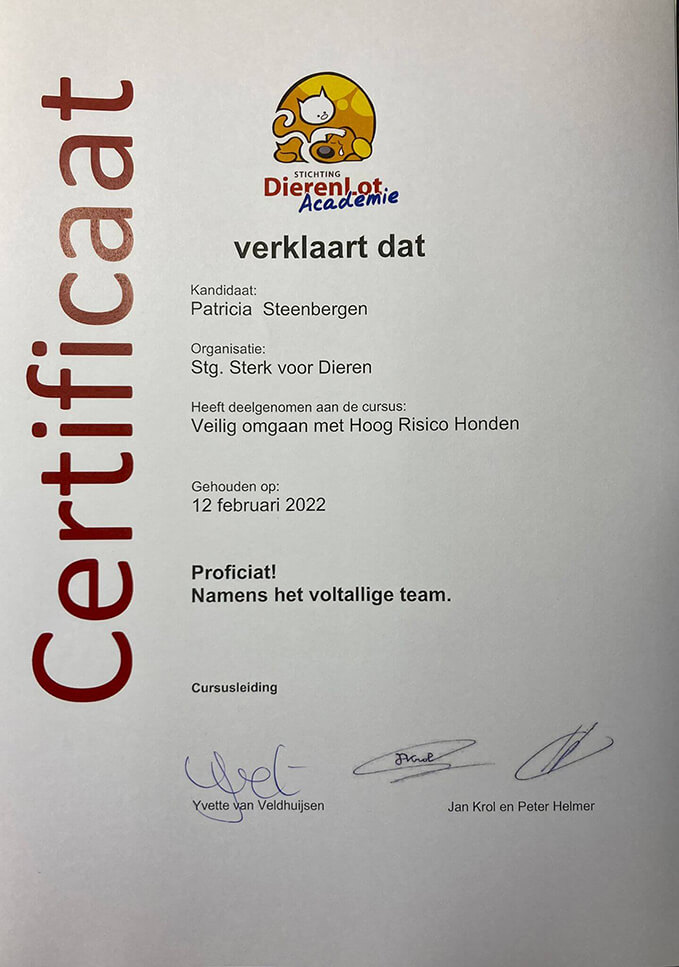 Certificaat
STICHTING
DierenLot
Academie
verklaart dat
Kandidaat:
Patricia Steenbergen
Organisatie:
Stg. Sterk voor Dieren
Heeft deelgenomen aan de cursus:
Veilig omgaan met Hoog Risico Honden
Gehouden op:
12 februari 2022
Proficiat!
Namens het voltallige team.
Cursusleiding
JKrol
Yvette van Veldhuijsen
Jan Krol en Peter Helmer